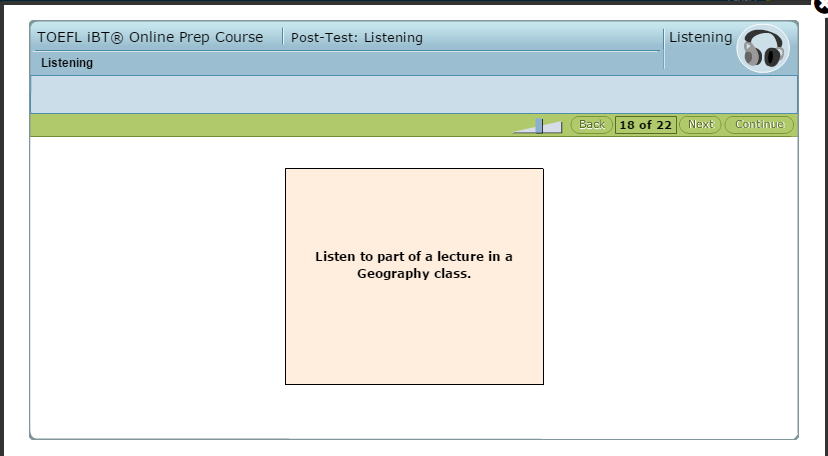 TOEFL iBT® Online Prep Course Post-Test: Listening Listening
Listening
Back 18 of 22 Next Continue
Listen to part of a lecture in a
Geography class.